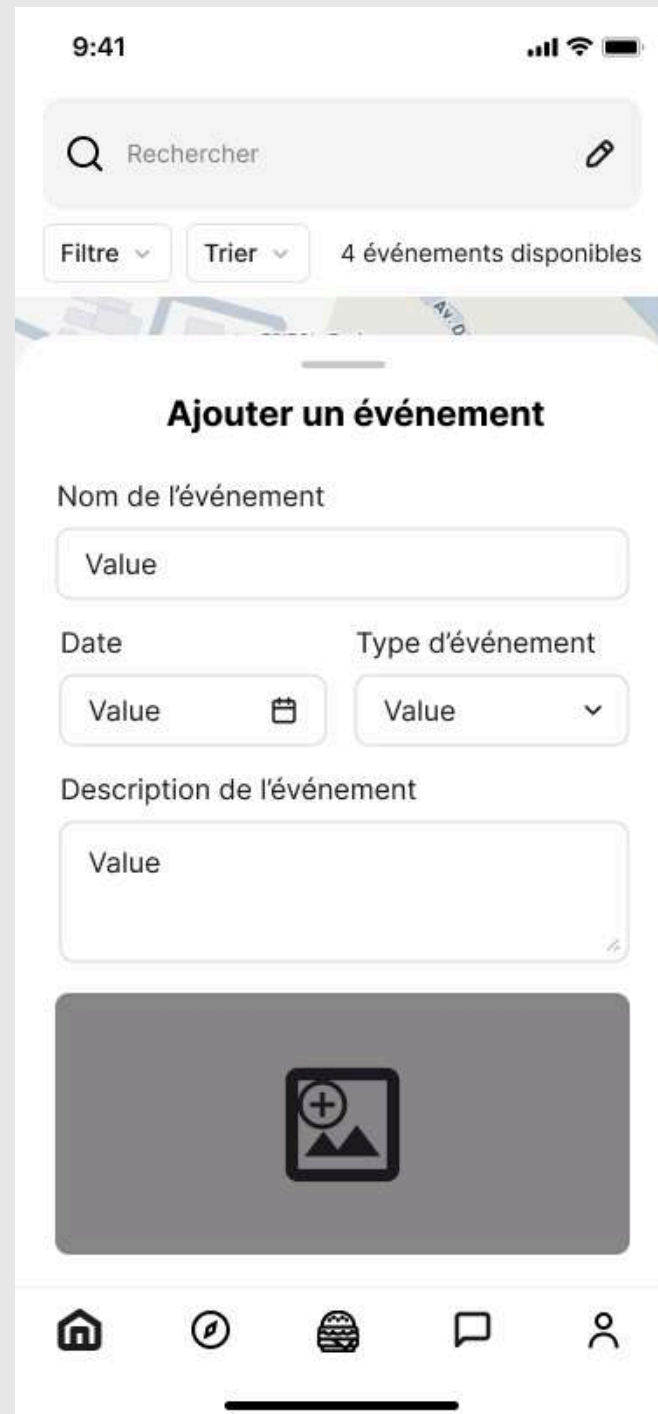 9:41
Rechercher
Filtre Trier 4 événements disponibles
Ajouter un événement
Nom de l’événement
Value
Date Type d’événement
Value Value
Description de l’événement
Value